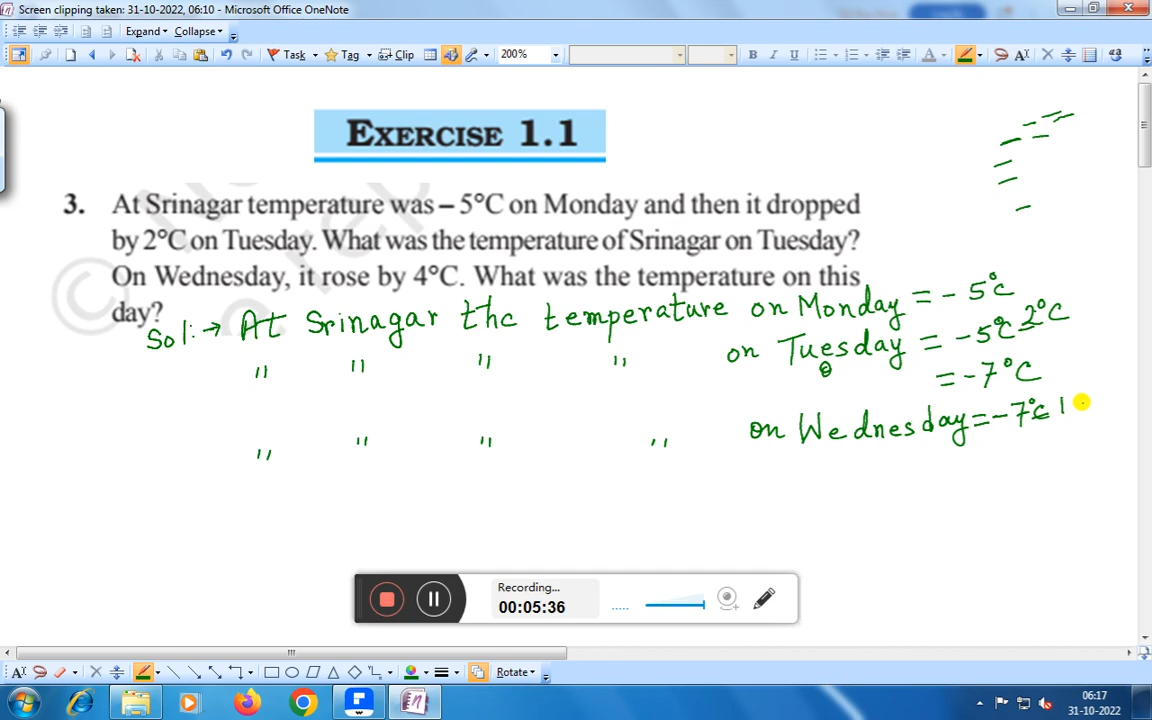 Screen clipping taken: 31-10-2022, 06:10 - Microsoft Office OneNote
Expand Collapse
Task Tag Clip 200% B I U A
EXERCISE 1.1
3. At Srinagar temperature was – 5°C on Monday and then it dropped
by 2°C on Tuesday. What was the temperature of Srinagar on Tuesday?
On Wednesday, it rose by 4°C. What was the temperature on this
day?
Sol:→ At Srinagar the temperature on Monday = -5°C
" " " " on Tuesday = -5°C-2°C
= -7°C
" " " " on Wednesday = -7°C
Recording...
00:05:36
Rotate
06:17
31-10-2022